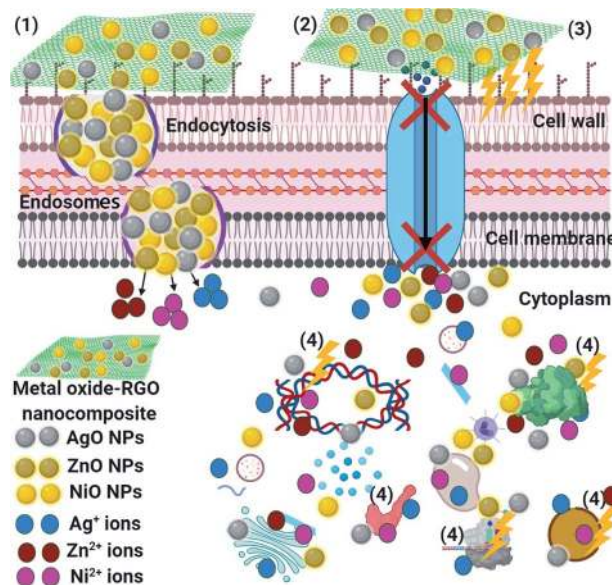 (1)
(2)
(3)
Endocytosis
Cell wall
Endosomes
Cell membrane
Cytoplasm
(4)
(4)
(4)
(4)
(4)
Metal oxide-RGO
nanocomposite
AgO NPs
ZnO NPs
NiO NPs
Ag⁺ ions
Zn²⁺ ions
Ni²⁺ ions